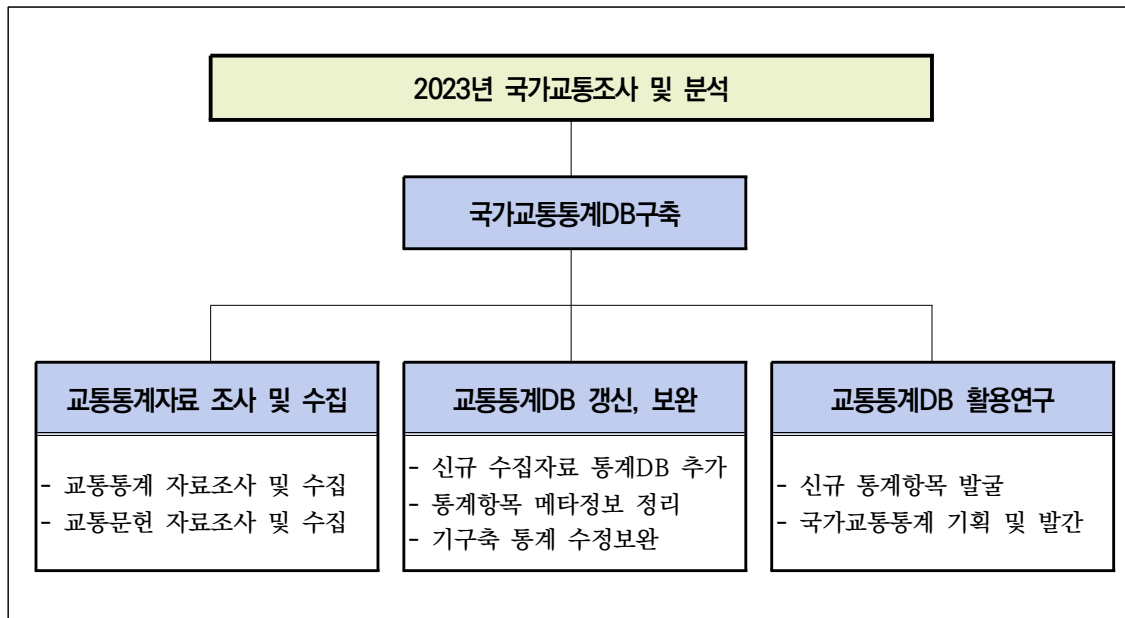 2023년 국가교통조사 및 분석
국가교통통계DB구축
교통통계자료 조사 및 수집
- 교통통계 자료조사 및 수집
- 교통문헌 자료조사 및 수집
교통통계DB 갱신, 보완
- 신규 수집자료 통계DB 추가
- 통계항목 메타정보 정리
- 기구축 통계 수정보완
교통통계DB 활용연구
- 신규 통계항목 발굴
- 국가교통통계 기획 및 발간